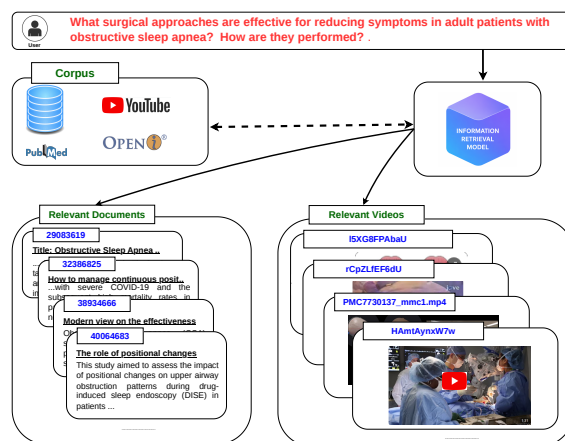 What surgical approaches are effective for reducing symptoms in adult patients with
obstructive sleep apnea? How are they performed? .
User
Corpus
YouTube
PubMed
OPENi®
INFORMATION
RETRIEVAL
MODEL
Relevant Documents
29083619
Title: Obstructive Sleep Apnea ..
32386825
How to manage continuous posit..
...with severe COVID-19 and the
38934666
Modern view on the effectiveness
40064683
The role of positional changes
This study aimed to assess the impact
of positional changes on upper airway
obstruction patterns during drug-
induced sleep endoscopy (DISE) in
patients ...
Relevant Videos
I5XG8FPAbaU
rCpZLfEF6dU
PMC7730137_mmc1.mp4
HAmtAynxW7w